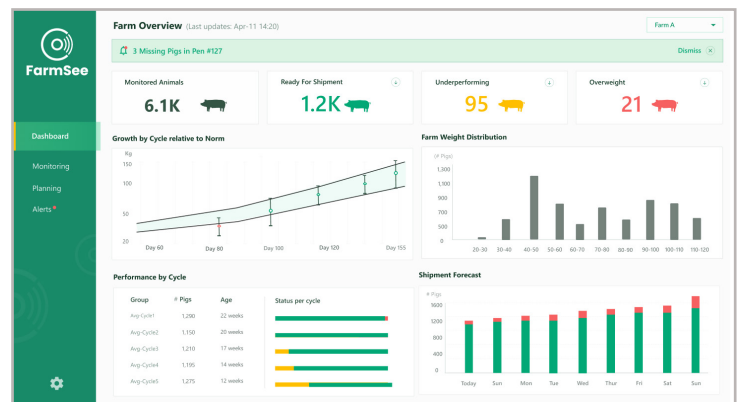 FarmSee
Dashboard
Monitoring
Planning
Alerts
Farm Overview (Last updates: Apr-11 14:20)
Farm A
3 Missing Pigs in Pen #127
Dismiss
Monitored Animals
6.1K
Ready For Shipment
1.2K
Underperforming
95
Overweight
21
Growth by Cycle relative to Norm
Kg
150
100
50
20
Day 60 Day 80 Day 100 Day 120 Day 155
Farm Weight Distribution
(# Pigs)
1,300
1,100
900
700
500
0
20-30 30-40 40-50 50-60 60-70 70-80 80-90 90-100 100-110 110-120
Performance by Cycle
Group # Pigs Age Status per cycle
Avg-Cycle1 1,290 22 weeks
Avg-Cycle2 1,150 20 weeks
Avg-Cycle3 1,210 17 weeks
Avg-Cycle4 1,195 14 weeks
Avg-Cycle5 1,275 12 weeks
Shipment Forecast
# Pigs
1600
1200
800
400
0
Today Sun Mon Tue Wed Thur Fri Sat Sun